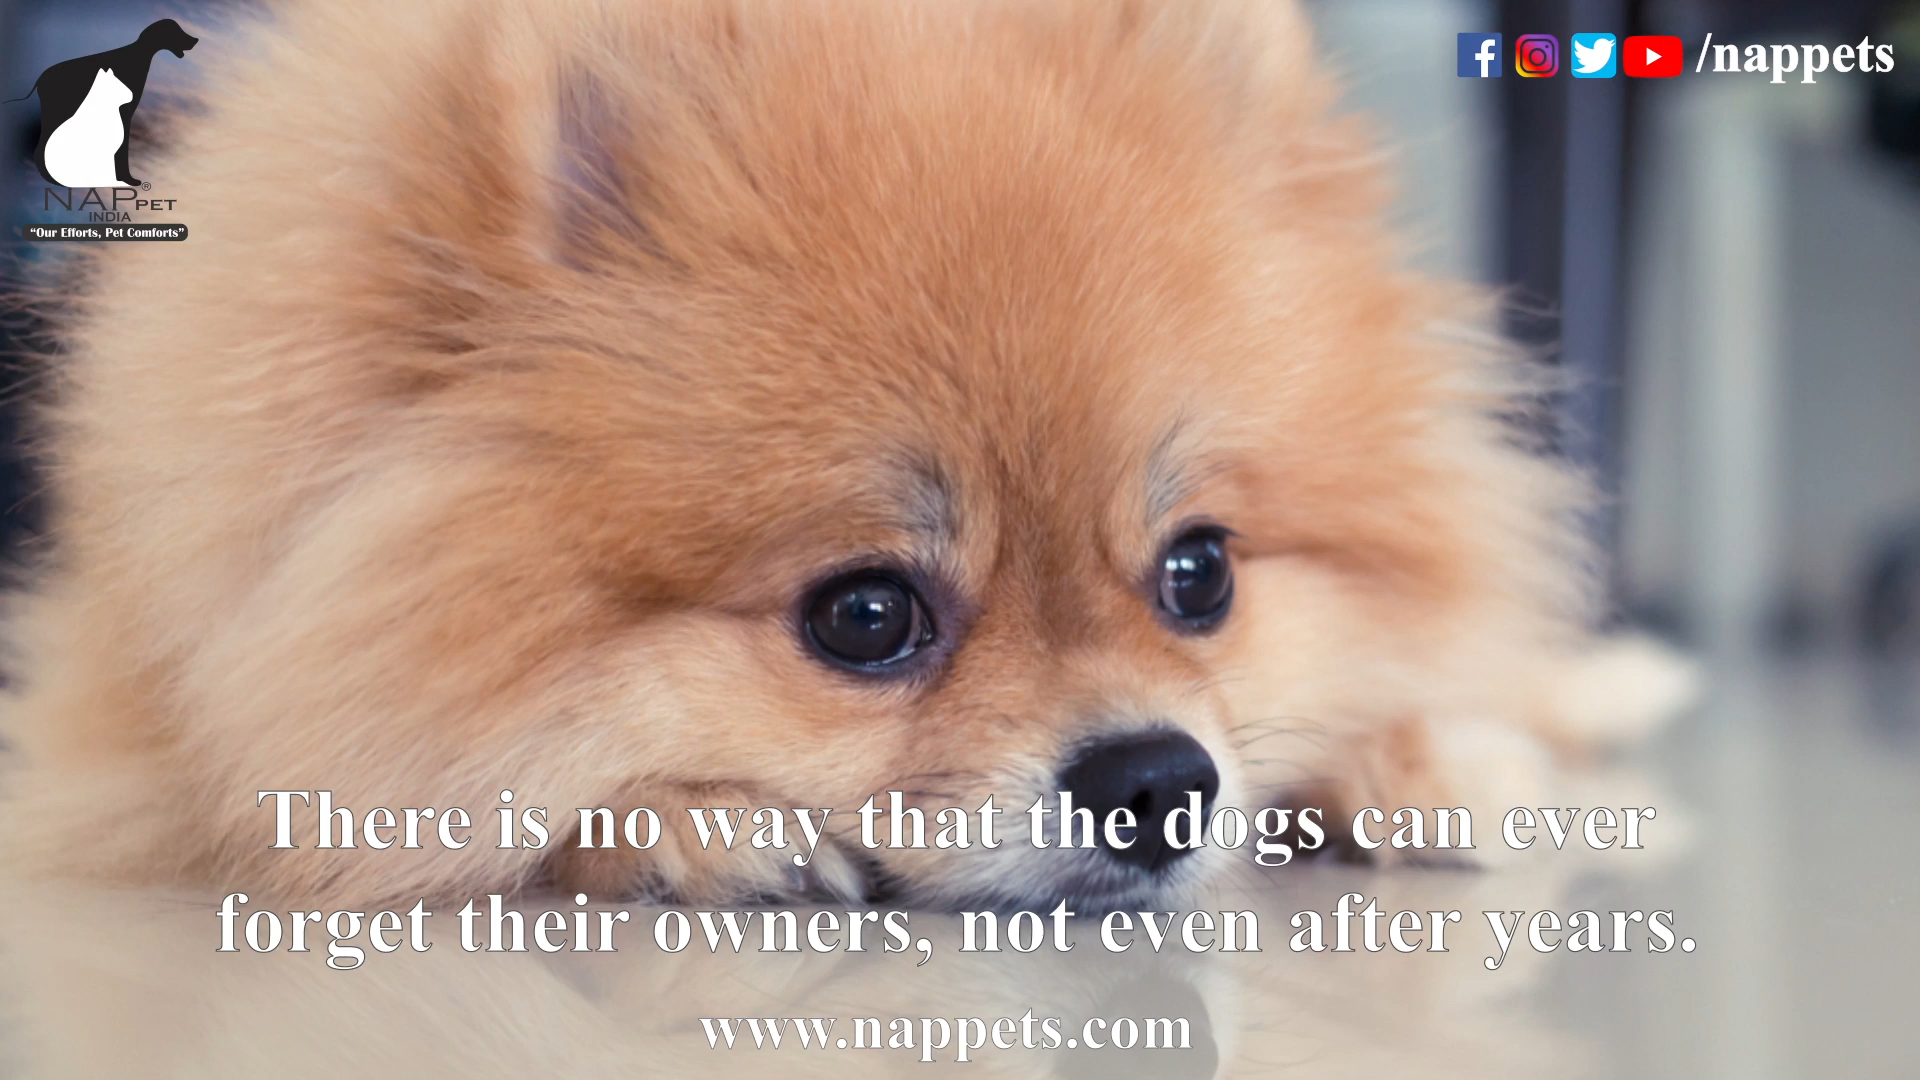 /nappets
NAPPET®
INDIA
“Our Efforts, Pet Comforts”
There is no way that the dogs can ever
forget their owners, not even after years.
www.nappets.com